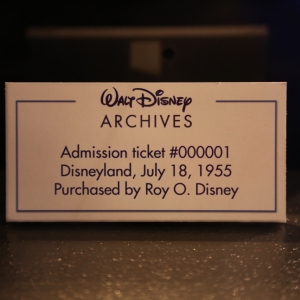 Walt Disney
ARCHIVES
Admission ticket #000001
Disneyland, July 18, 1955
Purchased by Roy O. Disney